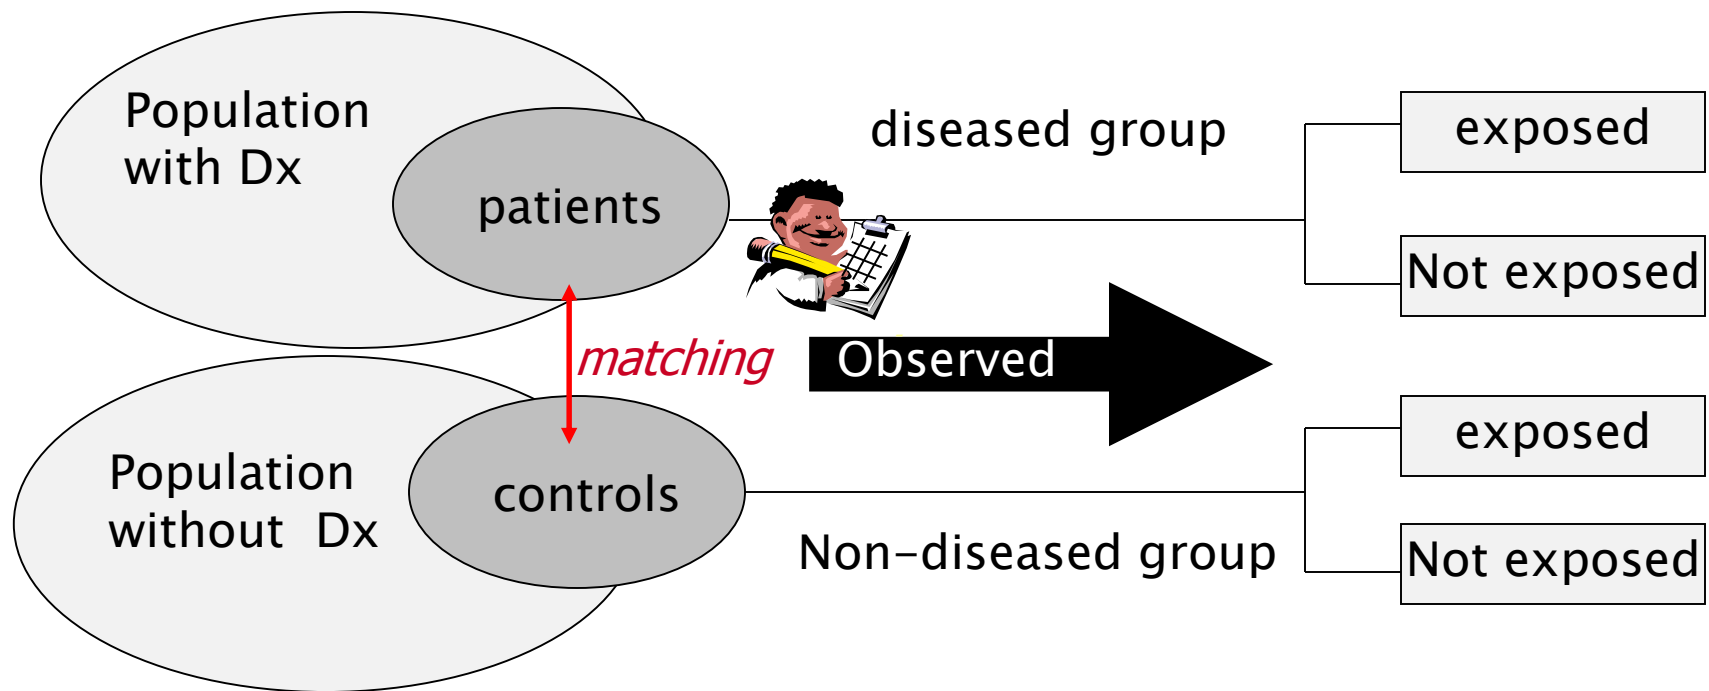 Population
with Dx
patients
diseased group
exposed
Not exposed
matching
Observed
Population
without  Dx
controls
Non-diseased group
exposed
Not exposed